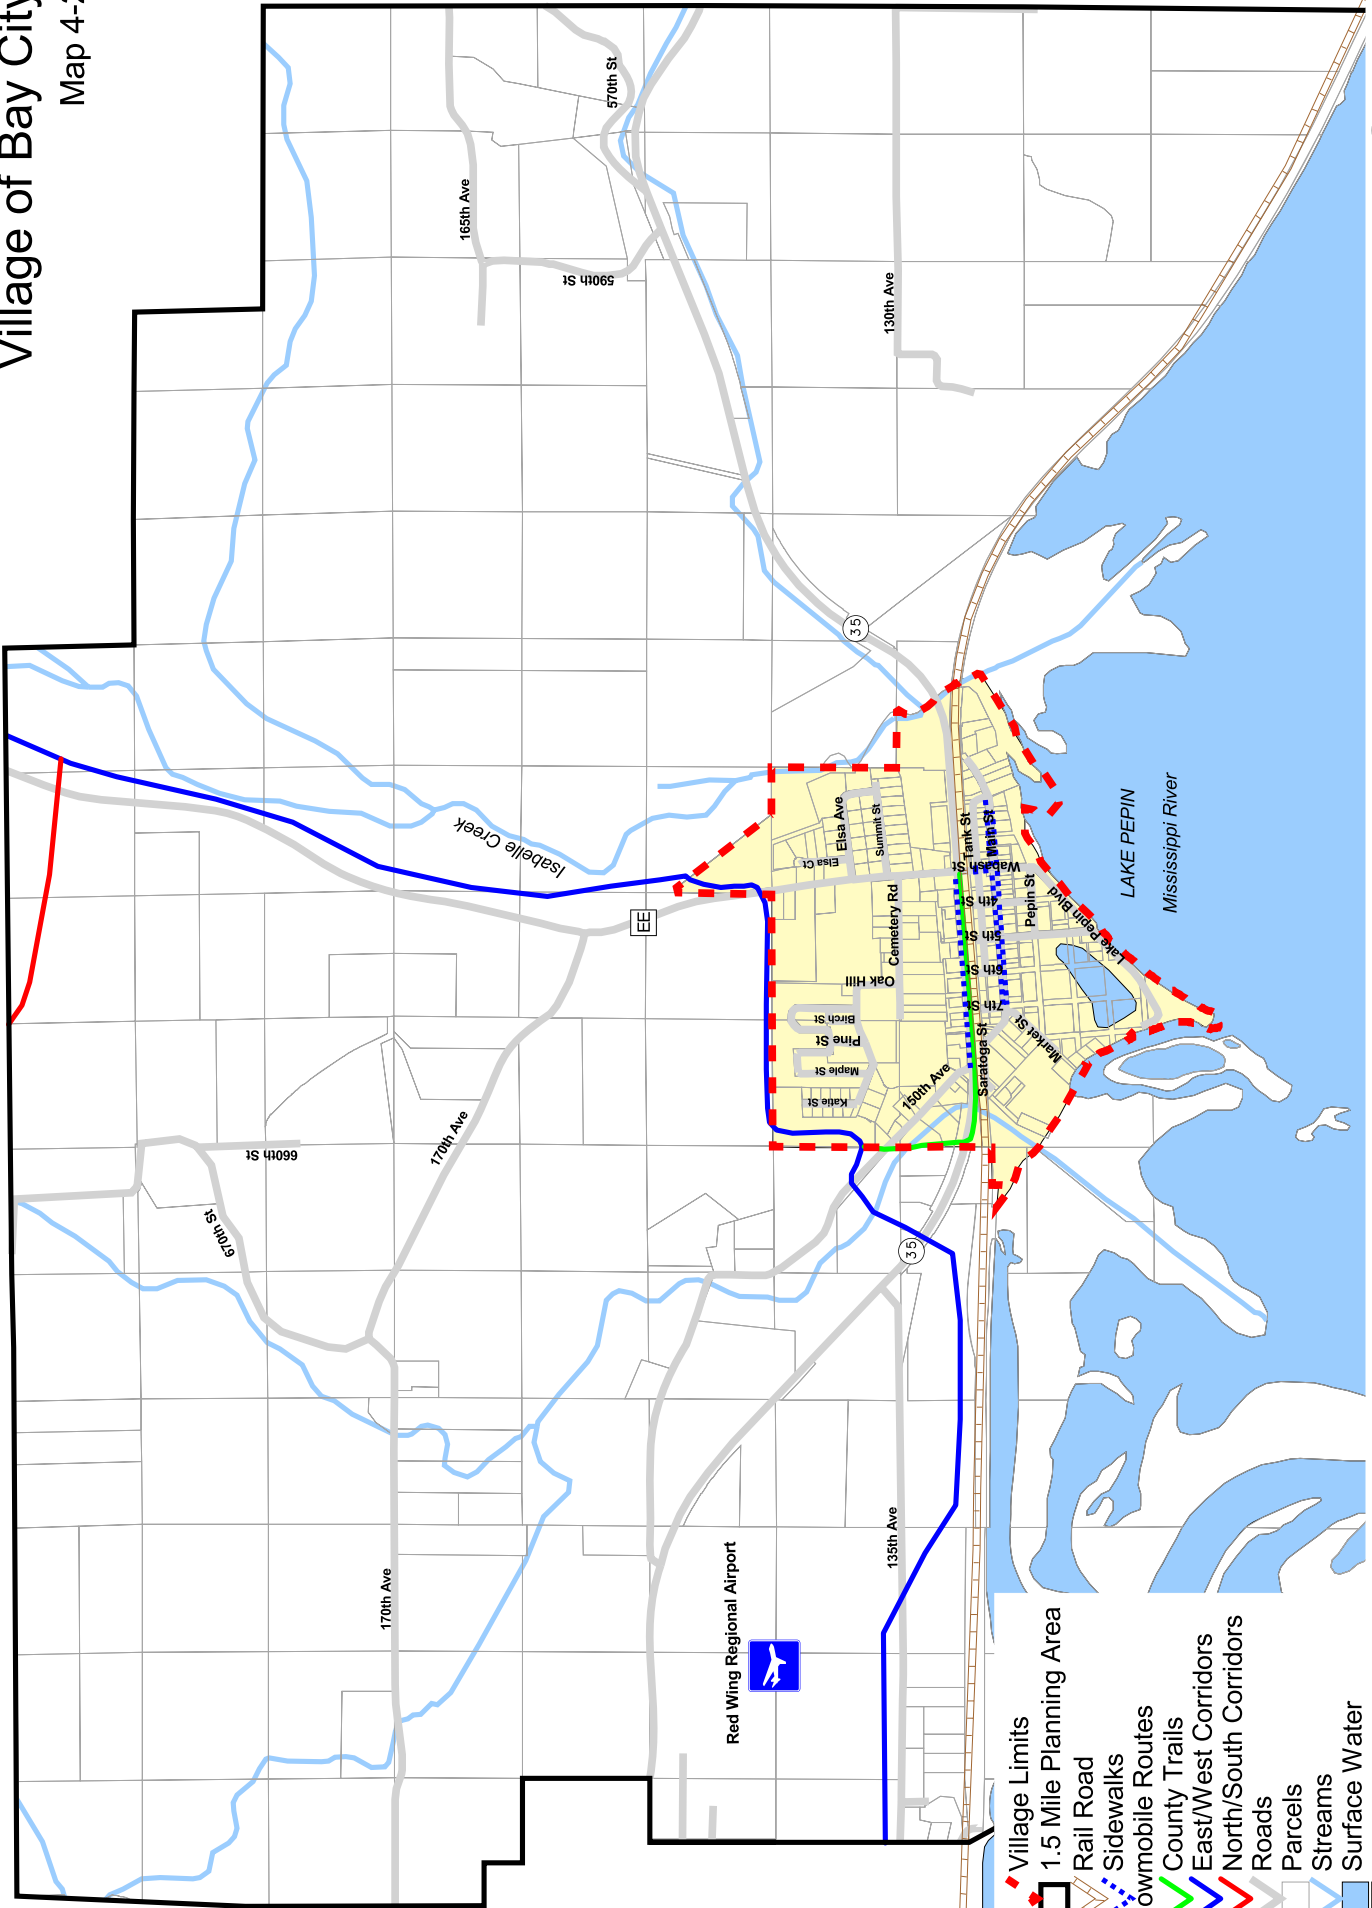 Village of Bay City
Map 4-2
570th St
165th Ave
590th St
130th Ave
35
Isabelle Creek
EE
Elsa Ave
Summit St
Elsa Ct
Tank St
Main St
Wabash St
4th St
Pepin St
5th St
6th St
7th St
Lake Pepin Blvd
Cemetery Rd
Oak Hill
Birch St
Pine St
Maple St
Katie St
150th Ave
Saratoga St
Market St
LAKE PEPIN
Mississippi River
170th Ave
660th St
670th St
35
170th Ave
135th Ave
Red Wing Regional Airport
Village Limits
1.5 Mile Planning Area
Rail Road
Sidewalks
owmobile Routes
County Trails
East/West Corridors
North/South Corridors
Roads
Parcels
Streams
Surface Water